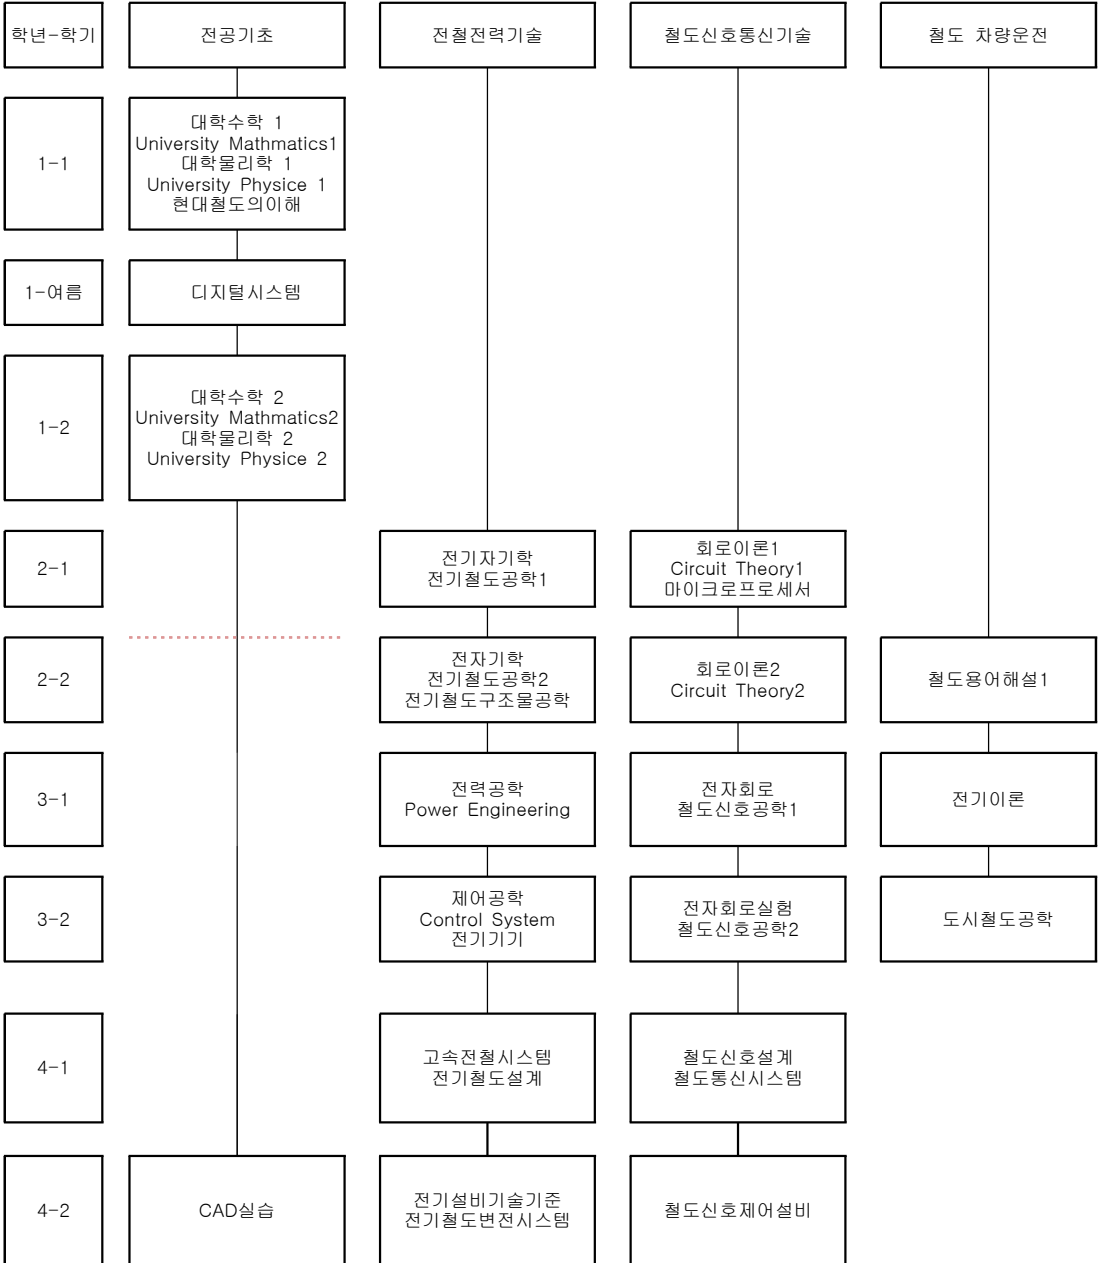 학년-학기
전공기초
전철전력기술
철도신호통신기술
철도 차량운전
1-1
대학수학 1
University Mathmatics1
대학물리학 1
University Physice 1
현대철도의이해
1-여름
디지털시스템
1-2
대학수학 2
University Mathmatics2
대학물리학 2
University Physice 2
2-1
전기자기학
전기철도공학1
회로이론1
Circuit Theory1
마이크로프로세서
2-2
전자기학
전기철도공학2
전기철도구조물공학
회로이론2
Circuit Theory2
철도용어해설1
3-1
전력공학
Power Engineering
전자회로
철도신호공학1
전기이론
3-2
제어공학
Control System
전기기기
전자회로실험
철도신호공학2
도시철도공학
4-1
고속전철시스템
전기철도설계
철도신호설계
철도통신시스템
4-2
CAD실습
전기설비기술기준
전기철도변전시스템
철도신호제어설비